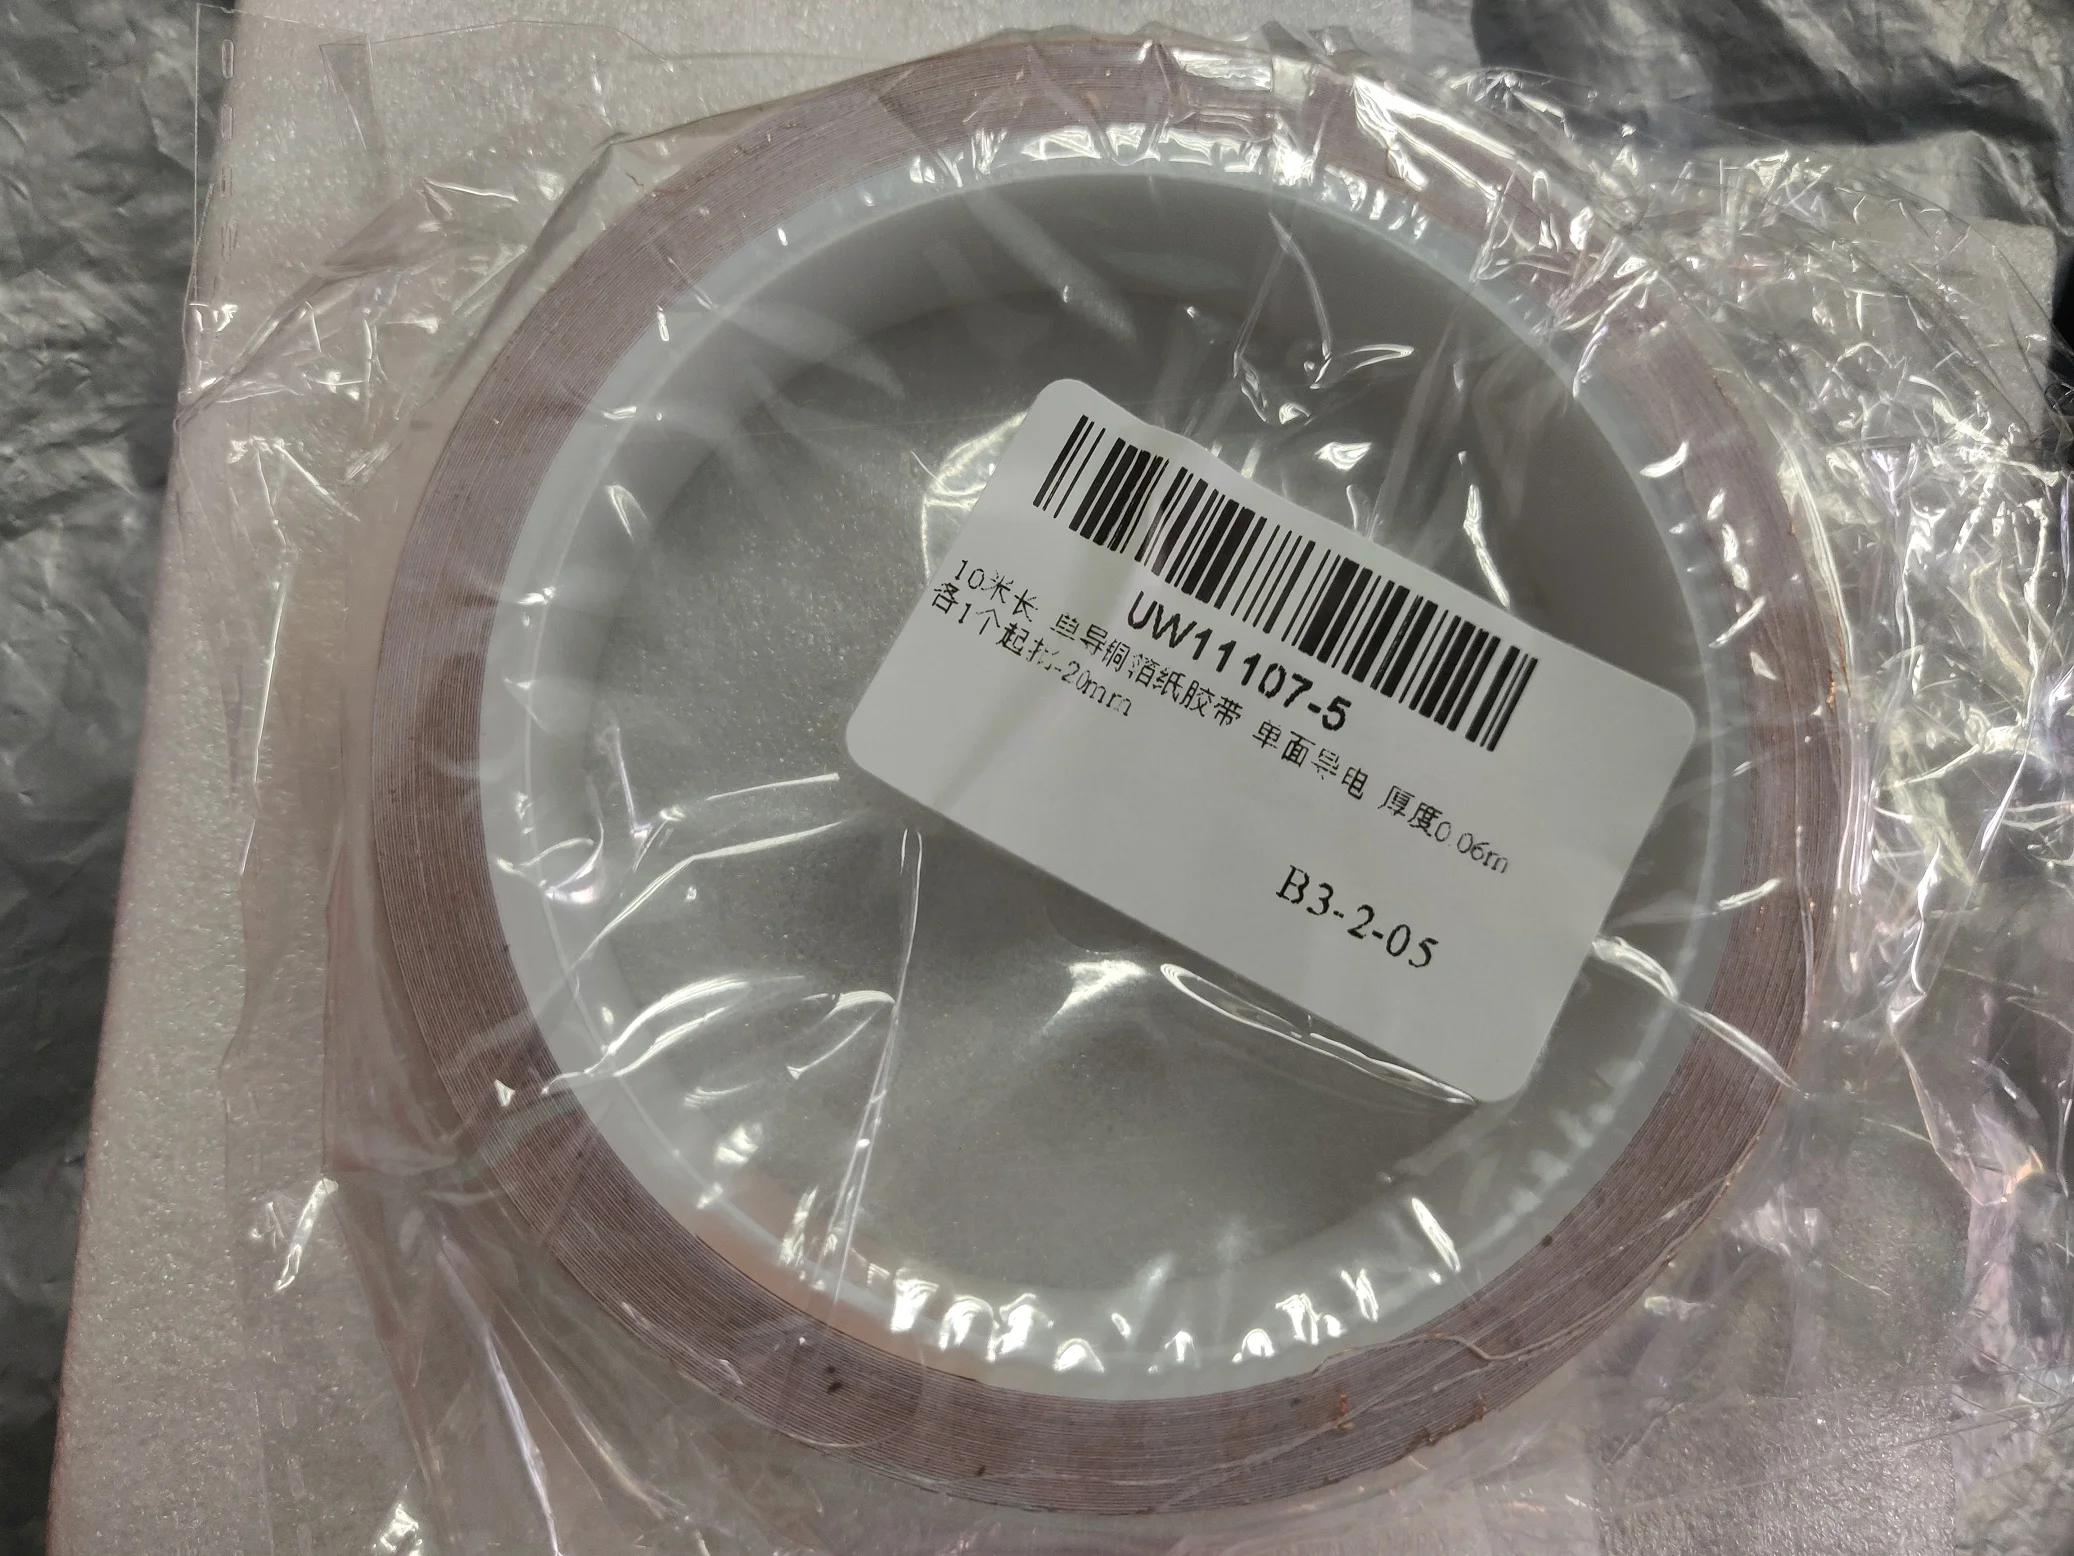 UW11107-5
10米长 单导铜箔纸胶带 单面导电 厚度0.06m
各1个起批-20mm
B3-2-05